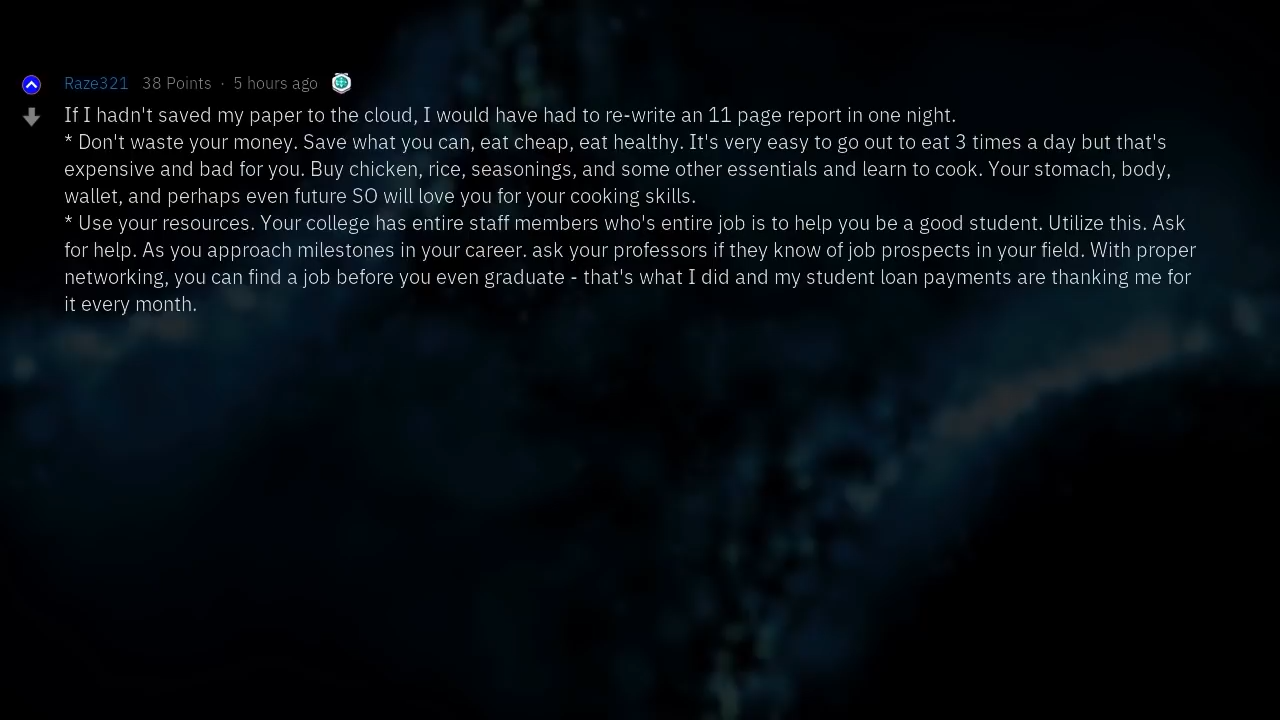 Raze321 38 Points · 5 hours ago
If I hadn't saved my paper to the cloud, I would have had to re-write an 11 page report in one night.
* Don't waste your money. Save what you can, eat cheap, eat healthy. It's very easy to go out to eat 3 times a day but that's
expensive and bad for you. Buy chicken, rice, seasonings, and some other essentials and learn to cook. Your stomach, body,
wallet, and perhaps even future SO will love you for your cooking skills.
* Use your resources. Your college has entire staff members who's entire job is to help you be a good student. Utilize this. Ask
for help. As you approach milestones in your career. ask your professors if they know of job prospects in your field. With proper
networking, you can find a job before you even graduate - that's what I did and my student loan payments are thanking me for
it every month.